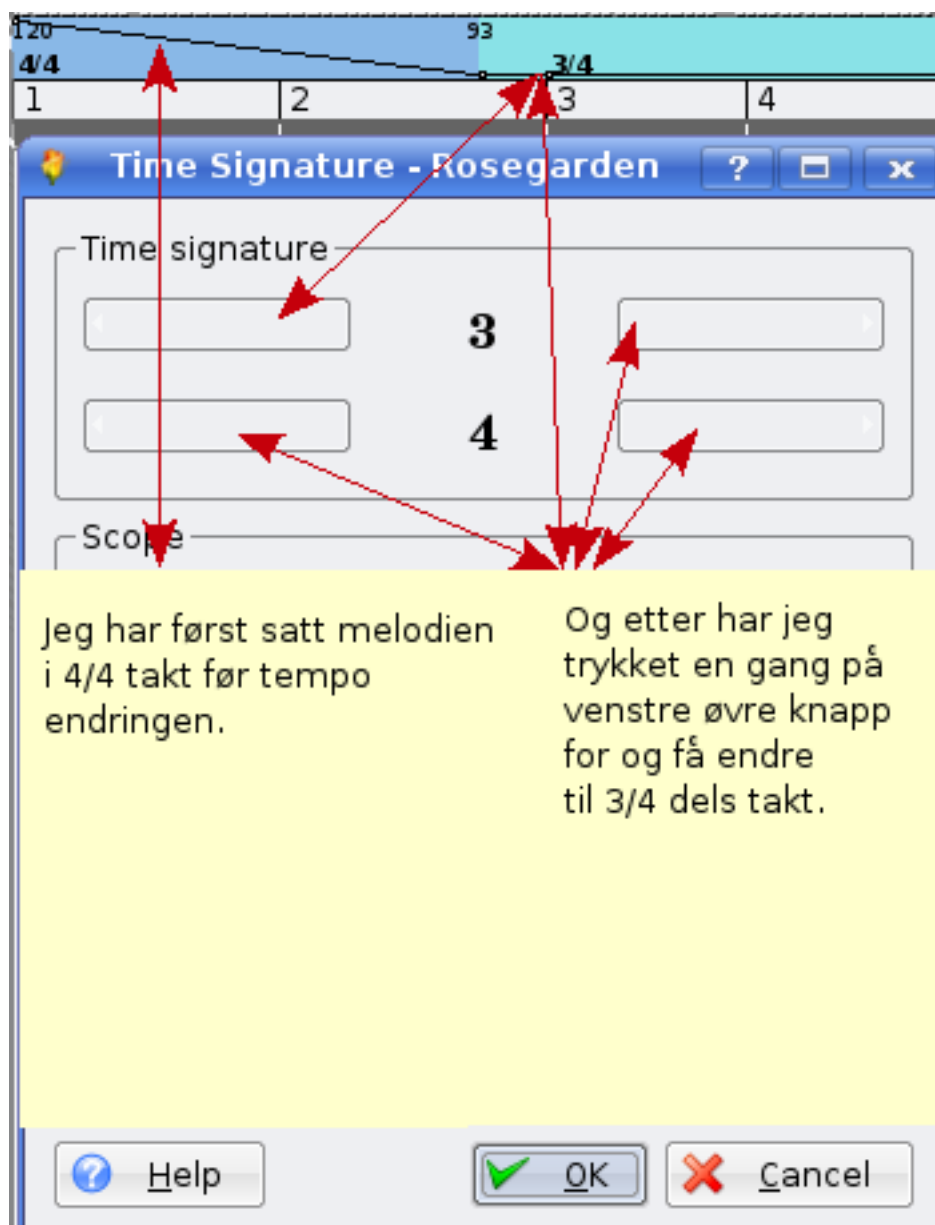 120 93
4/4 3/4
1 2 3 4
Time Signature - Rosegarden ?
Time signature
3
4
Scope
Jeg har først satt melodien
i 4/4 takt før tempo
endringen.
Og etter har jeg
trykket en gang på
venstre øvre knapp
for og få endre
til 3/4 dels takt.
Help OK Cancel